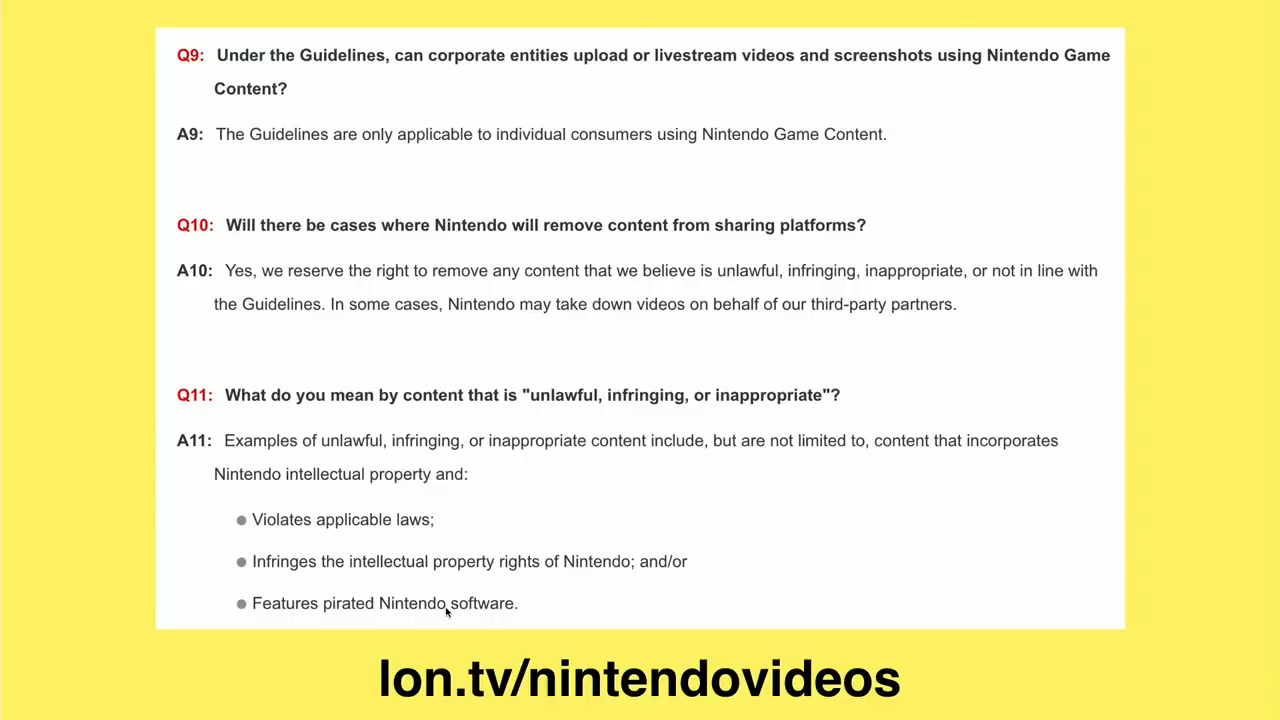 Q9: Under the Guidelines, can corporate entities upload or livestream videos and screenshots using Nintendo Game
Content?
A9: The Guidelines are only applicable to individual consumers using Nintendo Game Content.
Q10: Will there be cases where Nintendo will remove content from sharing platforms?
A10: Yes, we reserve the right to remove any content that we believe is unlawful, infringing, inappropriate, or not in line with
the Guidelines. In some cases, Nintendo may take down videos on behalf of our third-party partners.
Q11: What do you mean by content that is "unlawful, infringing, or inappropriate"?
A11: Examples of unlawful, infringing, or inappropriate content include, but are not limited to, content that incorporates
Nintendo intellectual property and:
● Violates applicable laws;
● Infringes the intellectual property rights of Nintendo; and/or
● Features pirated Nintendo software.
lon.tv/nintendovideos